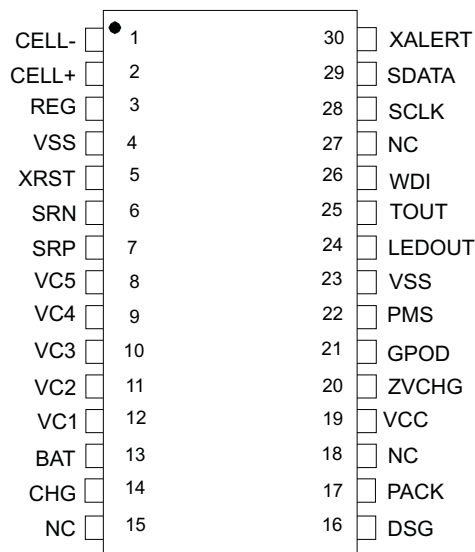 CELL- 1 30 XALERT
CELL+ 2 29 SDATA
REG 3 28 SCLK
VSS 4 27 NC
XRST 5 26 WDI
SRN 6 25 TOUT
SRP 7 24 LEDOUT
VC5 8 23 VSS
VC4 9 22 PMS
VC3 10 21 GPOD
VC2 11 20 ZVCHG
VC1 12 19 VCC
BAT 13 18 NC
CHG 14 17 PACK
NC 15 16 DSG